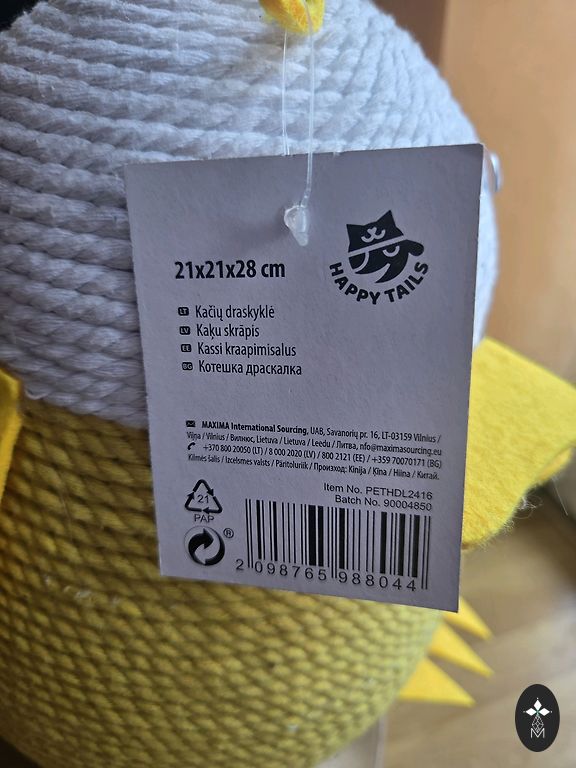 21x21x28 cm
HAPPY TAILS
LT Kačių draskyklė
LV Kaķu skrāpis
EE Kassi kraapimisalus
BG Котешка драскалка
MAXIMA International Sourcing, UAB, Savanorių pr. 16, LT-03159 Vilnius /
Viļņa / Vilnius / Вилнюс, Lietuva / Lietuva / Leedu / Литва, nfo@maximasourcing.eu
+370 800 20050 (LT) / 8 000 2020 (LV) / 800 2121 (EE) / +359 70070171 (BG)
Kilmės šalis / Izcelsmes valsts / Päritoluriik / Произход: Kinija / Ķīna / Hiina / Китай.
Item No. PETHDL2416
Batch No. 90004850
21
PAP
®
2 098765 988044
M